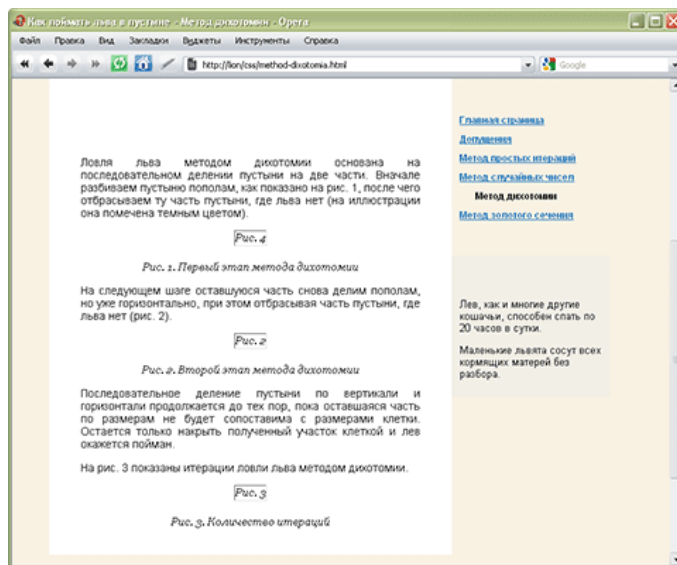 Как поймать льва в пустыне - Метод дихотомии - Opera
Файл Правка Вид Закладки Виджеты Инструменты Справка
http://lion/css/method-dixotomia.html
Google
Ловля льва методом дихотомии основана на
последовательном делении пустыни на две части. Вначале
разбиваем пустыню пополам, как показано на рис. 1, после чего
отбрасываем ту часть пустыни, где льва нет (на иллюстрации
она помечена темным цветом).
Рис. 4
Рис. 1. Первый этап метода дихотомии
На следующем шаге оставшуюся часть снова делим пополам,
но уже горизонтально, при этом отбрасывая часть пустыни, где
льва нет (рис. 2).
Рис. 2
Рис. 2. Второй этап метода дихотомии
Последовательное деление пустыни по вертикали и
горизонтали продолжается до тех пор, пока оставшаяся часть
по размерам не будет сопоставима с размерами клетки.
Остается только накрыть полученный участок клеткой и лев
окажется пойман.
На рис. 3 показаны итерации ловли льва методом дихотомии.
Рис. 3
Рис. 3. Количество итераций
Главная страница
Допущения
Метод простых итераций
Метод случайных чисел
Метод дихотомии
Метод золотого сечения
Лев, как и многие другие
кошачьи, способен спать по
20 часов в сутки.
Маленькие львята сосут всех
кормящих матерей без
разбора.